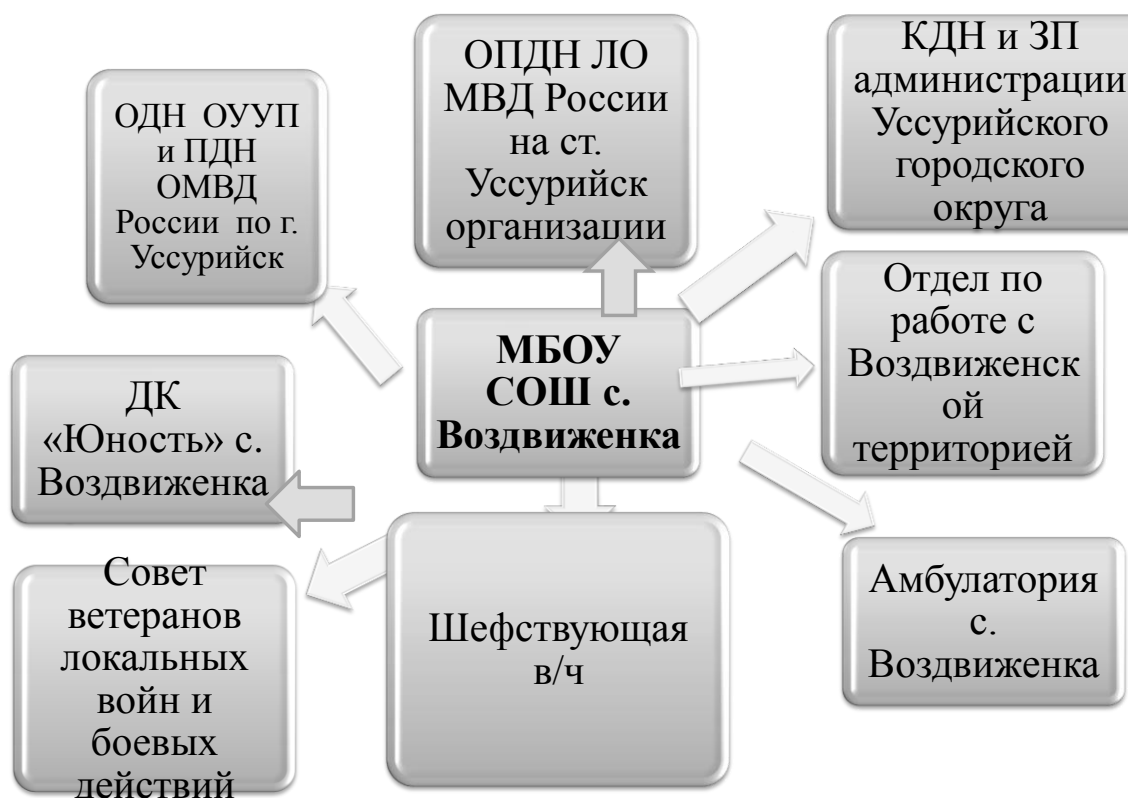 ОДН ОУУП
и ПДН
ОМВД
России по г.
Уссурийск
ОПДН ЛО
МВД России
на ст.
Уссурийск
организации
КДН и ЗП
администрации
Уссурийского
городского
округа
МБОУ
СОШ с.
Воздвиженка
Отдел по
работе с
Воздвиженск
ой
территорией
ДК
«Юность» с.
Воздвиженка
Совет
ветеранов
локальных
войн и
боевых
действий
Шефствующая
в/ч
Амбулатория
с.
Воздвиженка